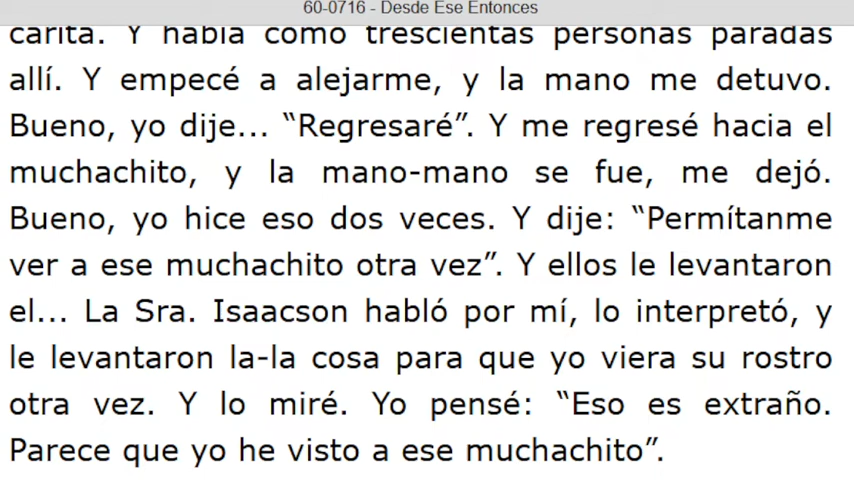 60-0716 - Desde Ese Entonces
carita. Y había como trescientas personas paradas
allí. Y empecé a alejarme, y la mano me detuvo.
Bueno, yo dije... “Regresaré”. Y me regresé hacia el
muchachito, y la mano-mano se fue, me dejó.
Bueno, yo hice eso dos veces. Y dije: “Permítanme
ver a ese muchachito otra vez”. Y ellos le levantaron
el... La Sra. Isaacson habló por mí, lo interpretó, y
le levantaron la-la cosa para que yo viera su rostro
otra vez. Y lo miré. Yo pensé: “Eso es extraño.
Parece que yo he visto a ese muchachito”.